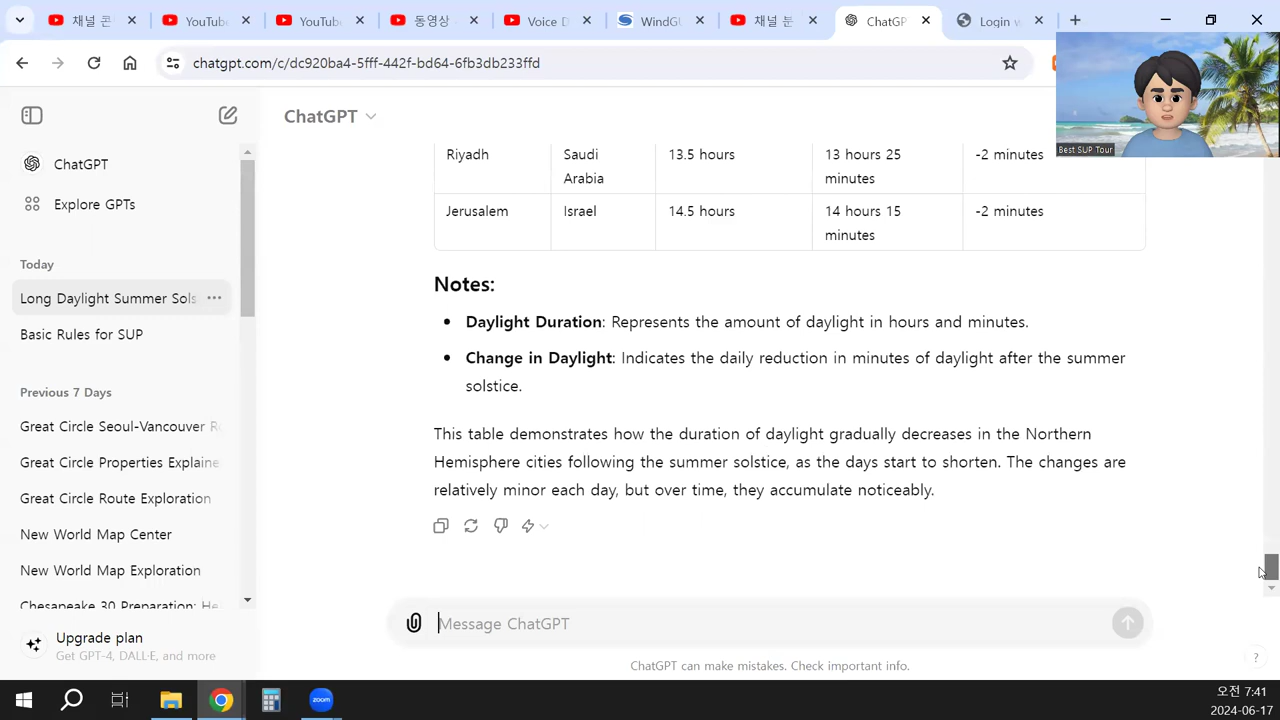 채널 콘
YouTube
YouTub
동영상 -
Voice D
WindGU
채널 분
ChatGP
Login w
chatgpt.com/c/dc920ba4-5fff-442f-bd64-6fb3db233ffd
Best SUP Tour
ChatGPT
ChatGPT
Explore GPTs
Today
Long Daylight Summer Sols
Basic Rules for SUP
Previous 7 Days
Great Circle Seoul-Vancouver R
Great Circle Properties Explaine
Great Circle Route Exploration
New World Map Center
New World Map Exploration
Chesapeake 30 Preparation: He
Upgrade plan
Get GPT-4, DALL·E, and more
Riyadh Saudi 13.5 hours 13 hours 25 -2 minutes
Arabia minutes
Jerusalem Israel 14.5 hours 14 hours 15 -2 minutes
minutes
Notes:
• Daylight Duration: Represents the amount of daylight in hours and minutes.
• Change in Daylight: Indicates the daily reduction in minutes of daylight after the summer
solstice.
This table demonstrates how the duration of daylight gradually decreases in the Northern
Hemisphere cities following the summer solstice, as the days start to shorten. The changes are
relatively minor each day, but over time, they accumulate noticeably.
Message ChatGPT
ChatGPT can make mistakes. Check important info.
?
zoom
오전 7:41
2024-06-17